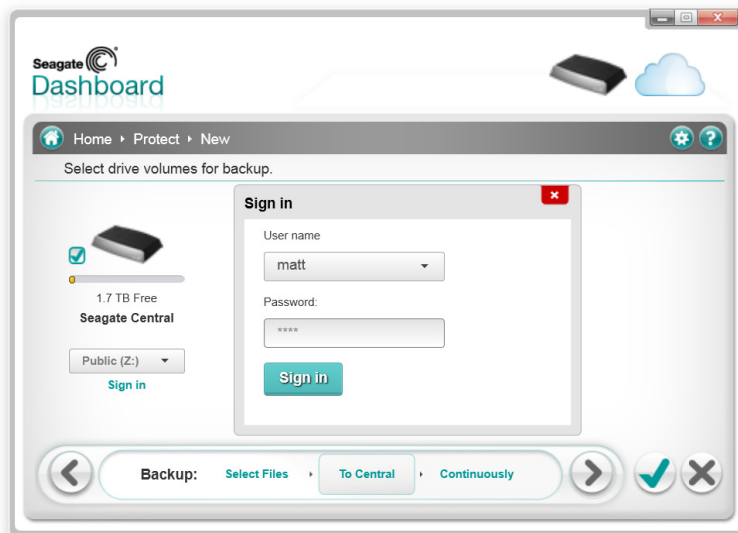 Seagate
Dashboard
Home ▸ Protect ▸ New
?
Select drive volumes for backup.
Sign in
User name
matt
Password:
****
Sign in
1.7 TB Free
Seagate Central
Public (Z:)
Sign in
Backup: Select Files ▸ To Central ▸ Continuously